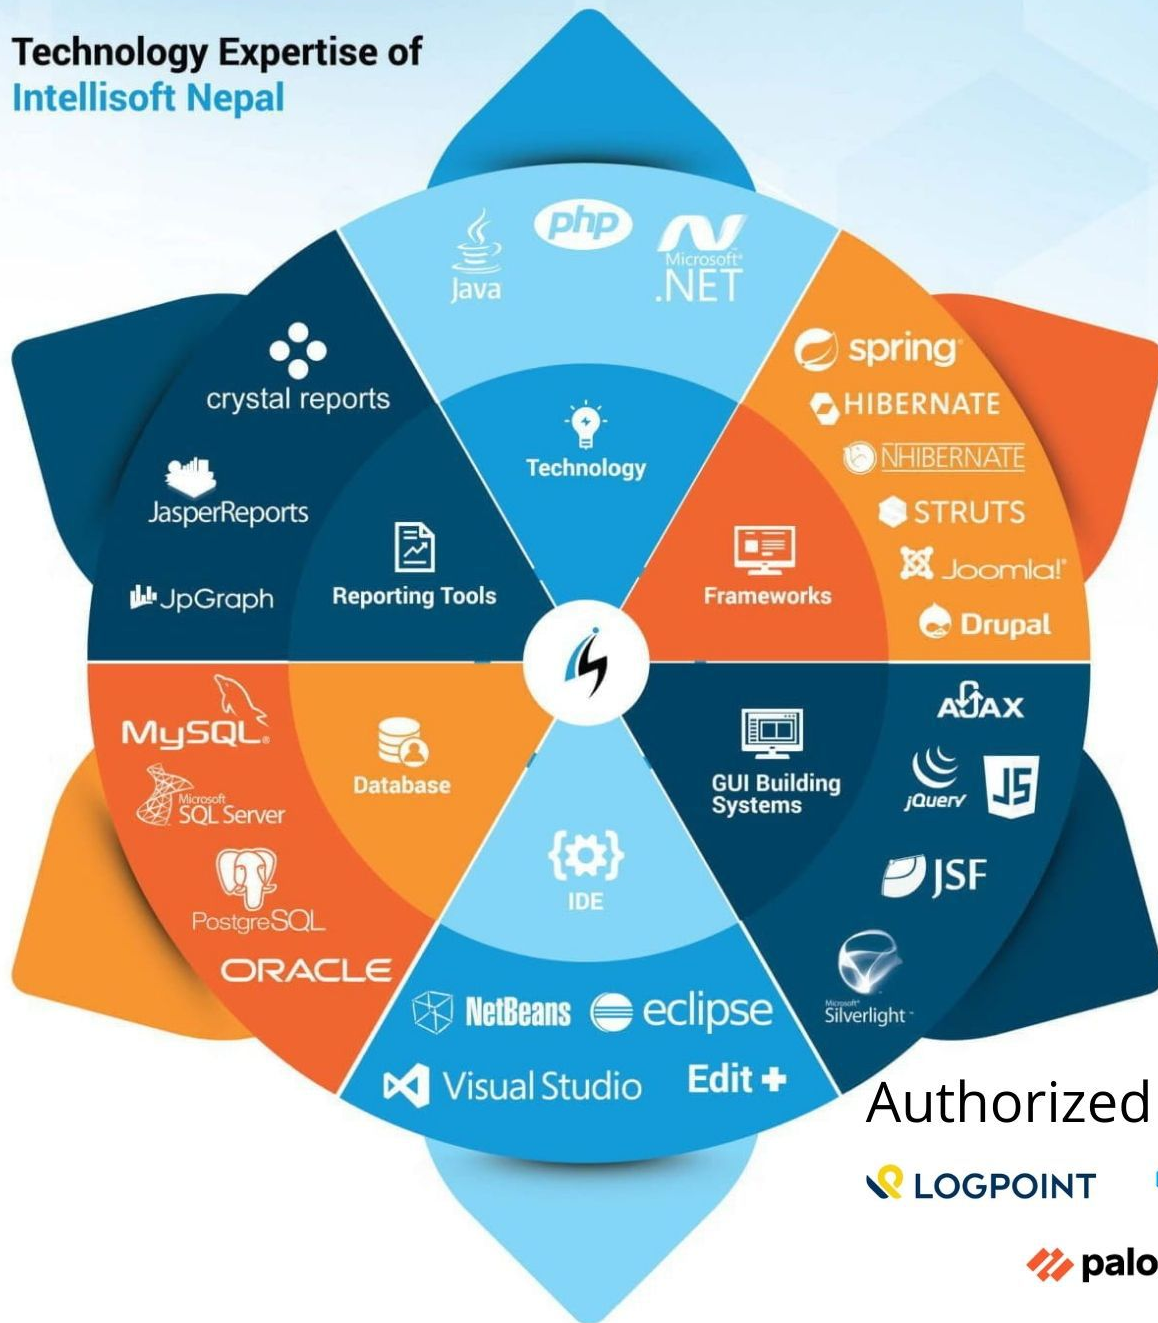 Technology Expertise of
Intellisoft Nepal
Java
php
Microsoft®
.NET
Technology
spring
HIBERNATE
NHIBERNATE
STRUTS
Joomla!®
Drupal
Frameworks
AJAX
jQuery
JS
JSF
Microsoft®
Silverlight™
GUI Building
Systems
IDE
NetBeans
eclipse
Visual Studio
Edit +
Database
MySQL®
Microsoft
SQL Server
PostgreSQL
ORACLE
Reporting Tools
crystal reports
JasperReports
JpGraph
Authorized
LOGPOINT
palo